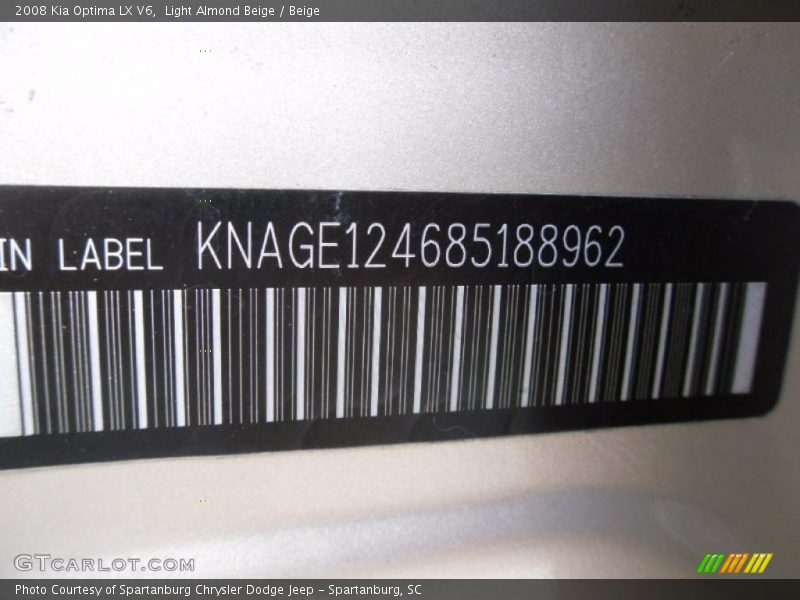 2008 Kia Optima LX V6,  Light Almond Beige / Beige
IN LABEL KNAGE124685188962
GTCARLOT.COM
Photo Courtesy of Spartanburg Chrysler Dodge Jeep - Spartanburg, SC